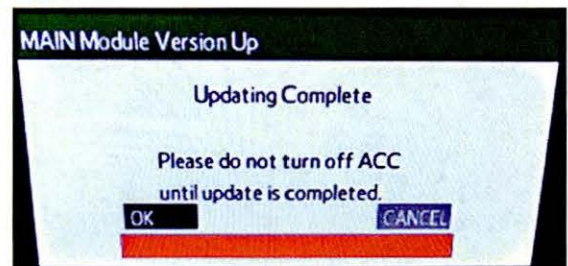 MAIN Module Version Up
Updating Complete
Please do not turn off ACC
until update is completed.
OK CANCEL